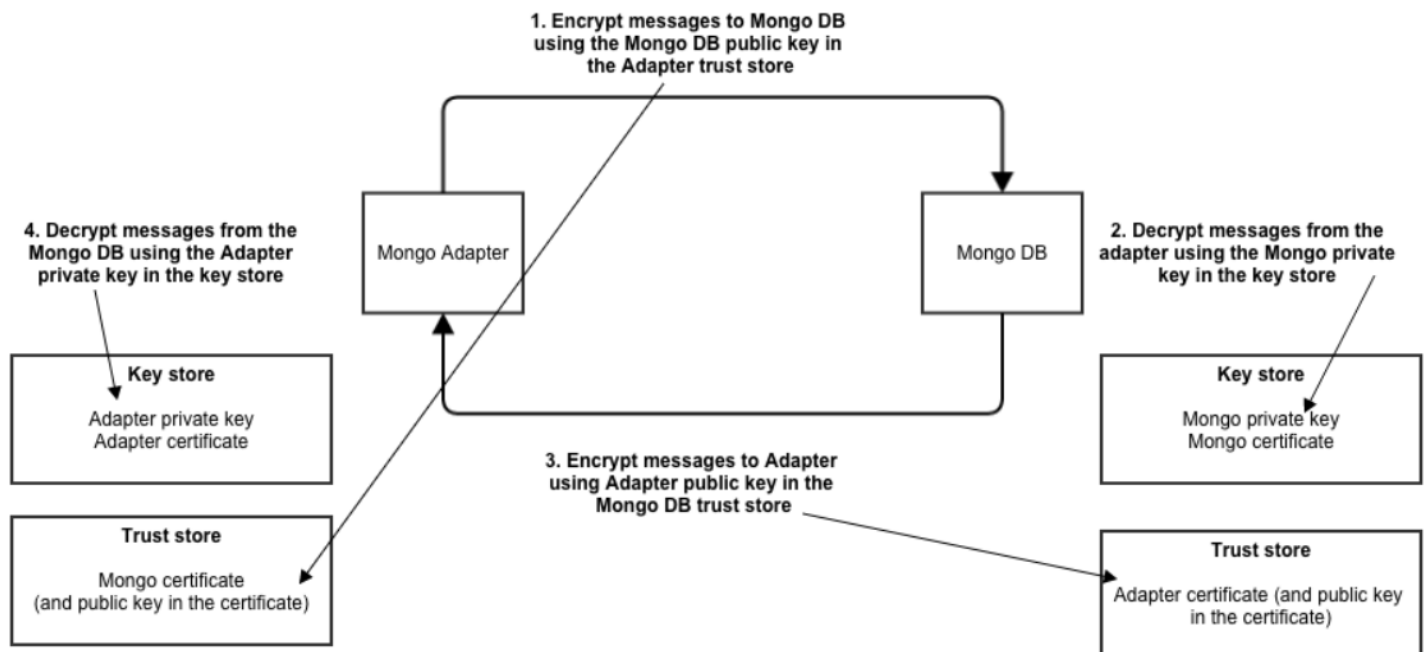 1. Encrypt messages to Mongo DB
using the Mongo DB public key in
the Adapter trust store
4. Decrypt messages from the
Mongo DB using the Adapter
private key in the key store
Mongo Adapter
Mongo DB
2. Decrypt messages from the
adapter using the Mongo private
key in the key store
Key store
Adapter private key
Adapter certificate
Key store
Mongo private key
Mongo certificate
3. Encrypt messages to Adapter
using Adapter public key in the
Mongo DB trust store
Trust store
Mongo certificate
(and public key in the certificate)
Trust store
Adapter certificate (and public key
in the certificate)